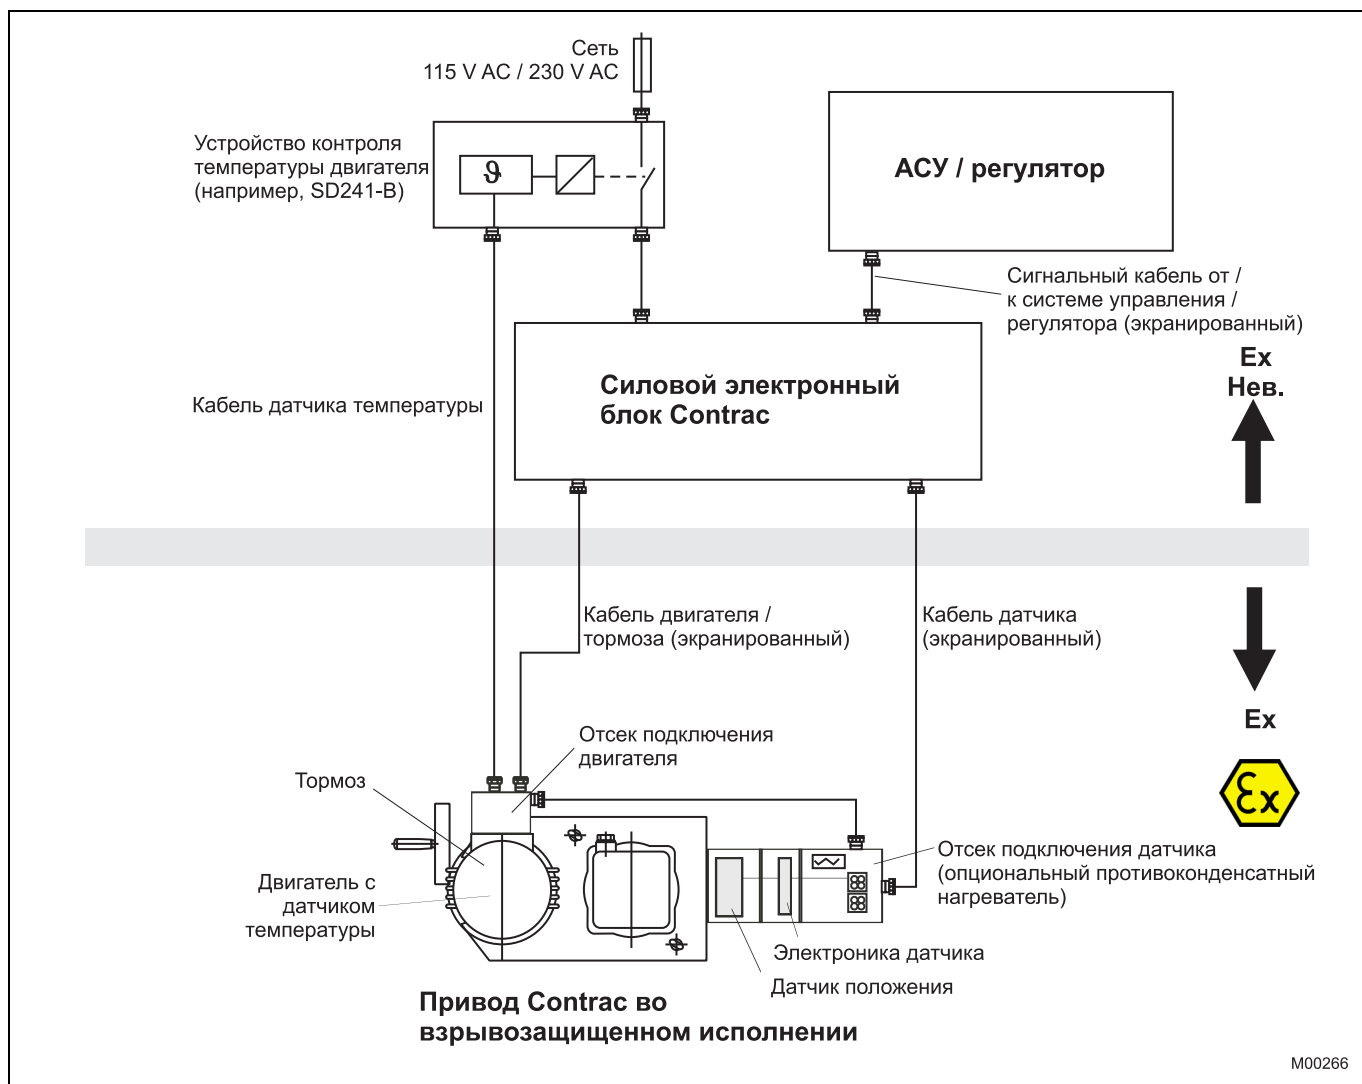 Сеть
115 V AC / 230 V AC
Устройство контроля
температуры двигателя
(например, SD241-B)
ϑ
АСУ / регулятор
Сигнальный кабель от /
к системе управления /
регулятора (экранированный)
Ex
Нев.
Силовой электронный
блок Contrac
Кабель датчика температуры
Кабель двигателя /
тормоза (экранированный)
Кабель датчика
(экранированный)
Ex
Отсек подключения
двигателя
Тормоз
εx
Отсек подключения датчика
(опциональный противоконденсатный
нагреватель)
Двигатель с
датчиком
температуры
Электроника датчика
Датчик положения
Привод Contrac во
взрывозащищенном исполнении
M00266